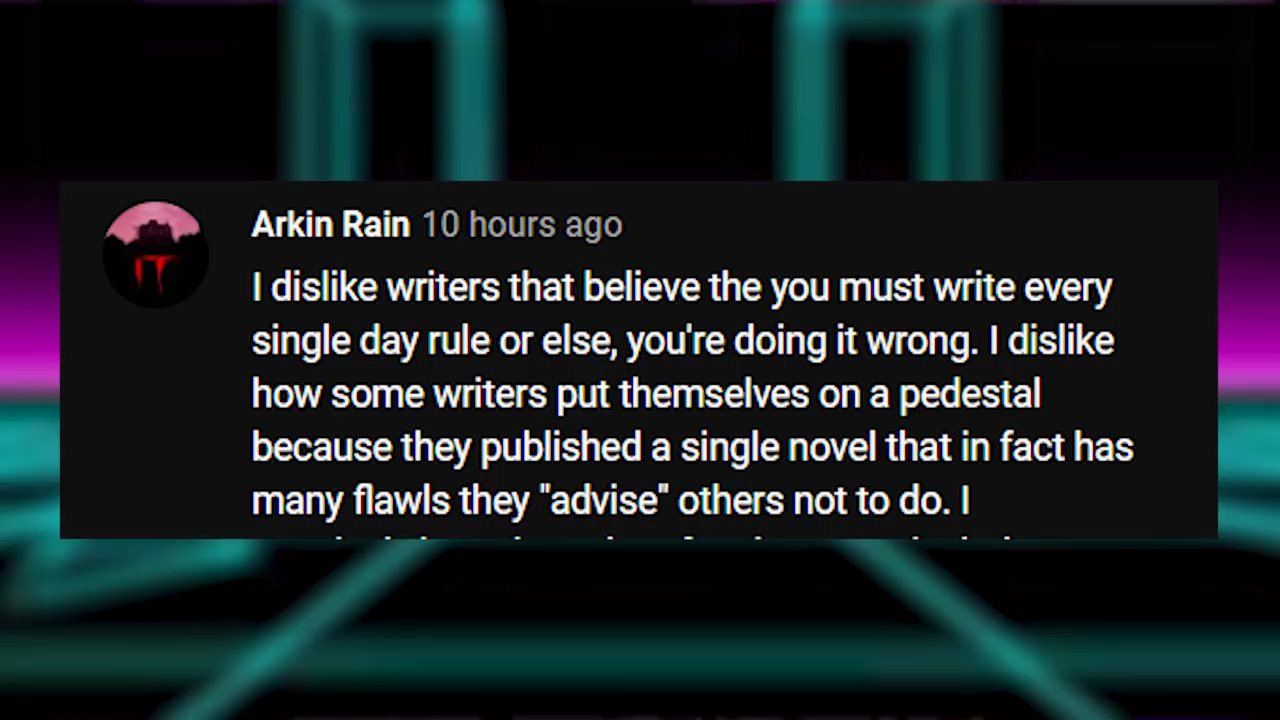 Arkin Rain 10 hours ago
I dislike writers that believe the you must write every
single day rule or else, you're doing it wrong. I dislike
how some writers put themselves on a pedestal
because they published a single novel that in fact has
many flawls they "advise" others not to do. I